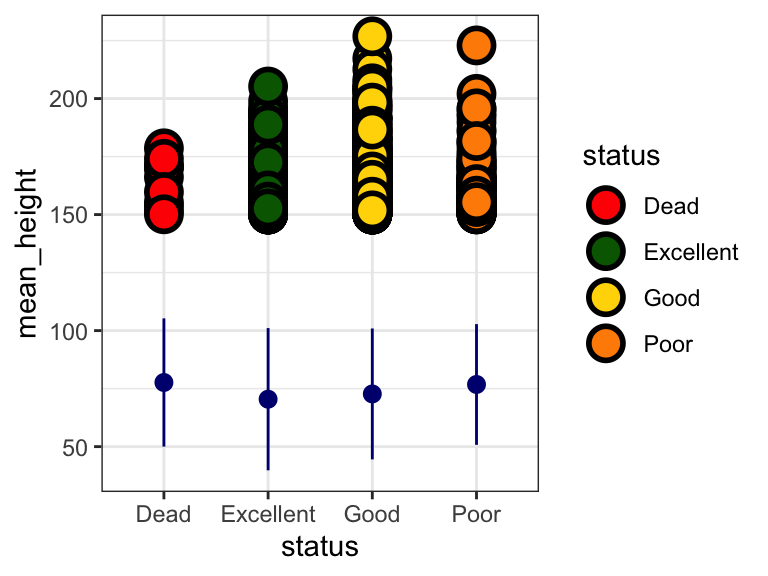 mean_height
200
150
100
50
Dead
Excellent
Good
Poor
status
status
Dead
Excellent
Good
Poor